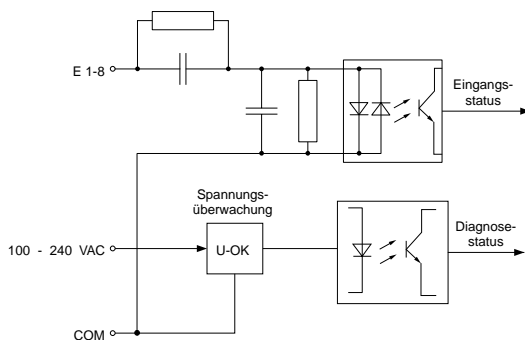 E 1-8
Eingangs-
status
Spannungs-
überwachung
U-OK
Diagnose-
status
100 - 240 VAC
COM